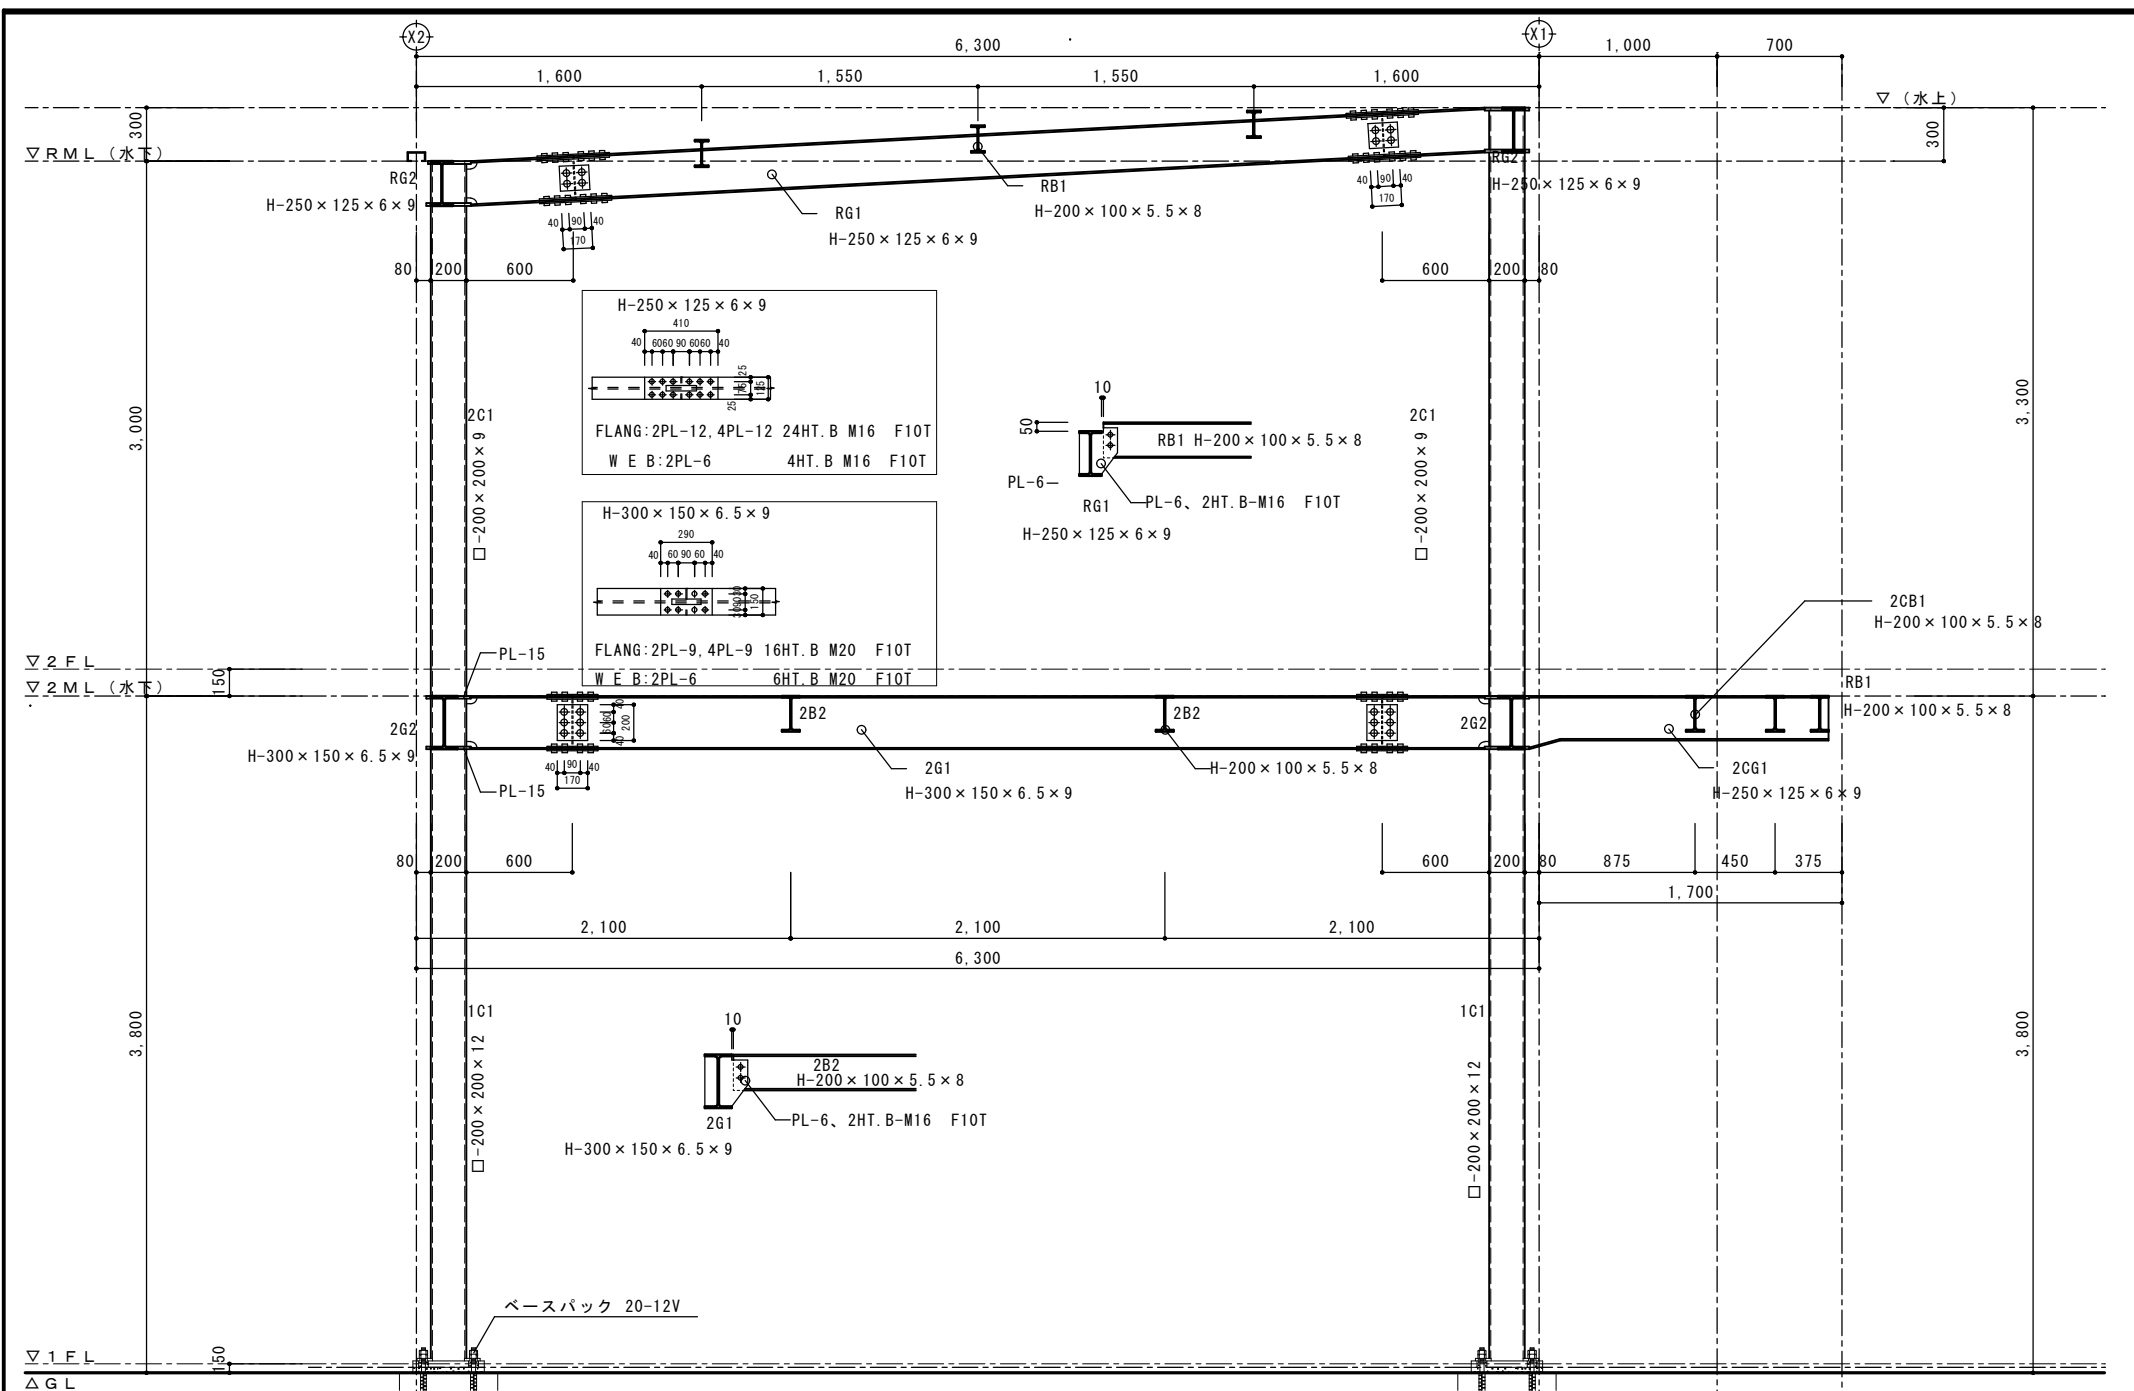 X2
X1
6,300
1,000
700
1,600
1,550
1,550
1,600
▽ (水上)
300
300
▽RML (水下)
RG2
H-250×125×6×9
RG2
H-250×125×6×9
RB1
H-200×100×5.5×8
RG1
H-250×125×6×9
40 90 40
170
40 90 40
170
80 200 600
600 200 80
H-250×125×6×9
410
40 6060 90 6060 40
25
75
25
125
FLANG:2PL-12,4PL-12 24HT.B M16 F10T
W E B:2PL-6 4HT.B M16 F10T
H-300×150×6.5×9
290
40 60 90 60 40
30
90
30
150
FLANG:2PL-9,4PL-9 16HT.B M20 F10T
W E B:2PL-6 6HT.B M20 F10T
10
50
RB1 H-200×100×5.5×8
PL-6
PL-6、2HT.B-M16 F10T
RG1
H-250×125×6×9
2C1
□-200×200×9
2C1
□-200×200×9
3,000
3,300
2CB1
H-200×100×5.5×8
▽2FL
150
▽2ML (水下)
PL-15
2G2
H-300×150×6.5×9
PL-15
40
60
60
40
200
40 90 40
170
2B2
2B2
2G2
2G1
H-300×150×6.5×9
H-200×100×5.5×8
RB1
H-200×100×5.5×8
2CG1
H-250×125×6×9
80 200 600
600 200 80 875 450 375
1,700
2,100
2,100
2,100
6,300
1C1
□-200×200×12
1C1
□-200×200×12
3,800
3,800
10
2B2
H-200×100×5.5×8
PL-6、2HT.B-M16 F10T
2G1
H-300×150×6.5×9
ベースパック 20-12V
▽1FL
150
△GL